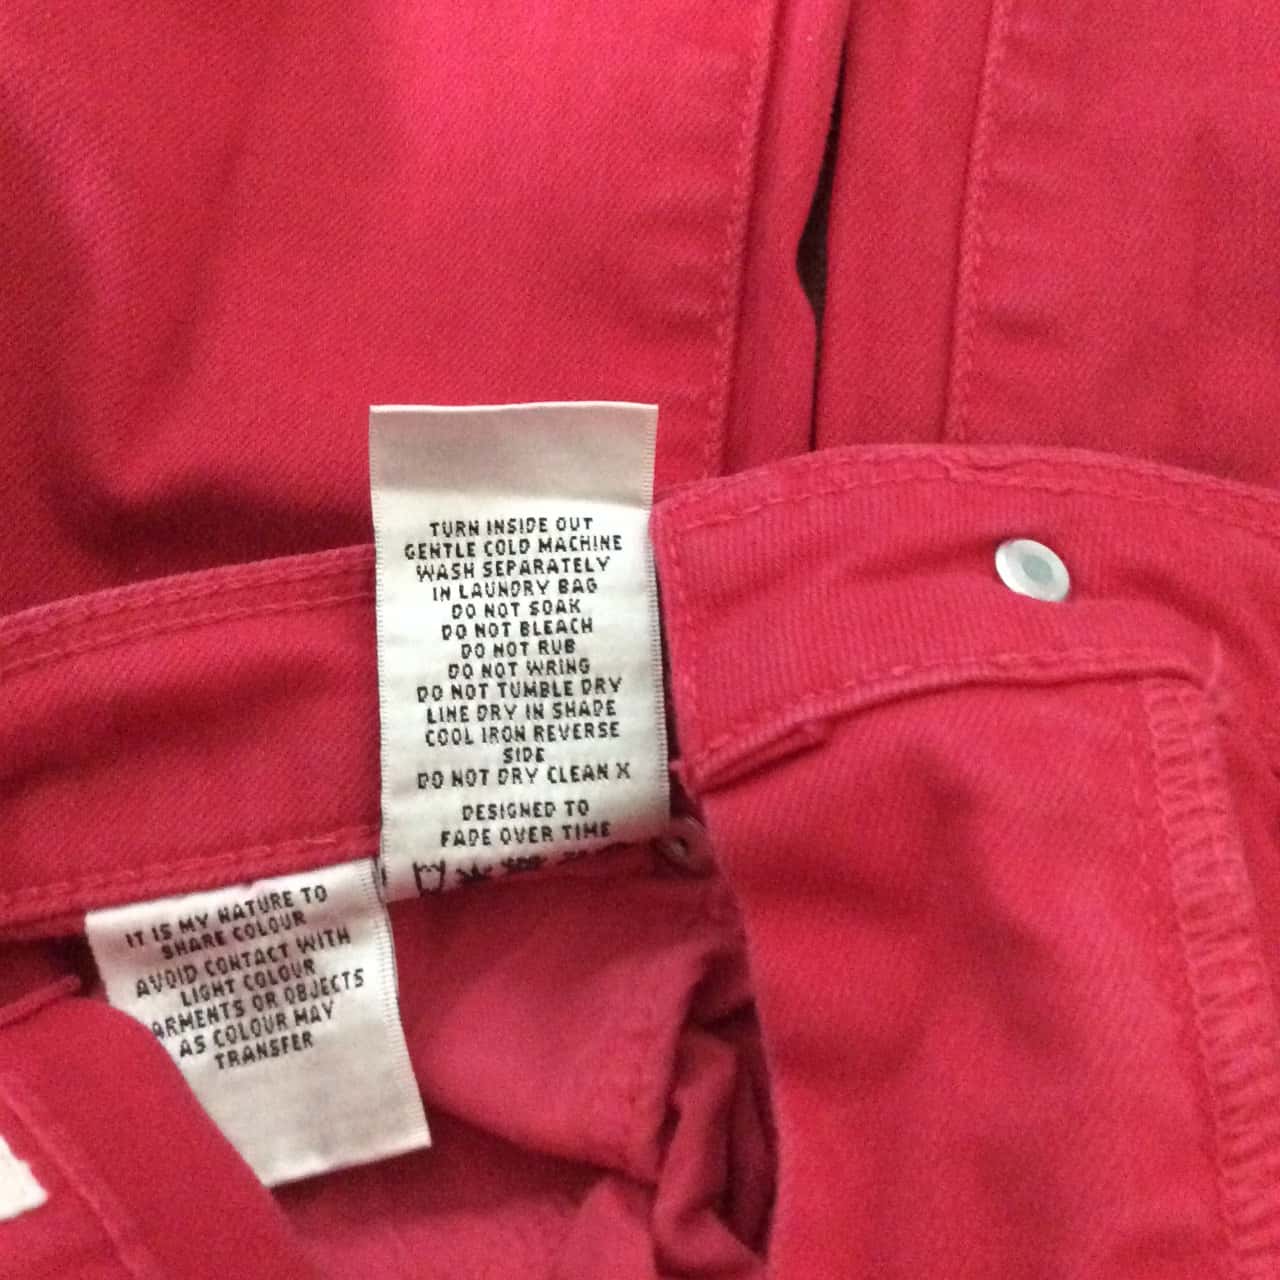 TURN INSIDE OUT
GENTLE COLD MACHINE
WASH SEPARATELY
IN LAUNDRY BAG
DO NOT SOAK
DO NOT BLEACH
DO NOT RUB
DO NOT WRING
DO NOT TUMBLE DRY
LINE DRY IN SHADE
COOL IRON REVERSE
SIDE
DO NOT DRY CLEAN X
DESIGNED TO
FADE OVER TIME
IT IS MY NATURE TO
SHARE COLOUR
AVOID CONTACT WITH
LIGHT COLOUR
ARMENTS OR OBJECTS
AS COLOUR MAY
TRANSFER